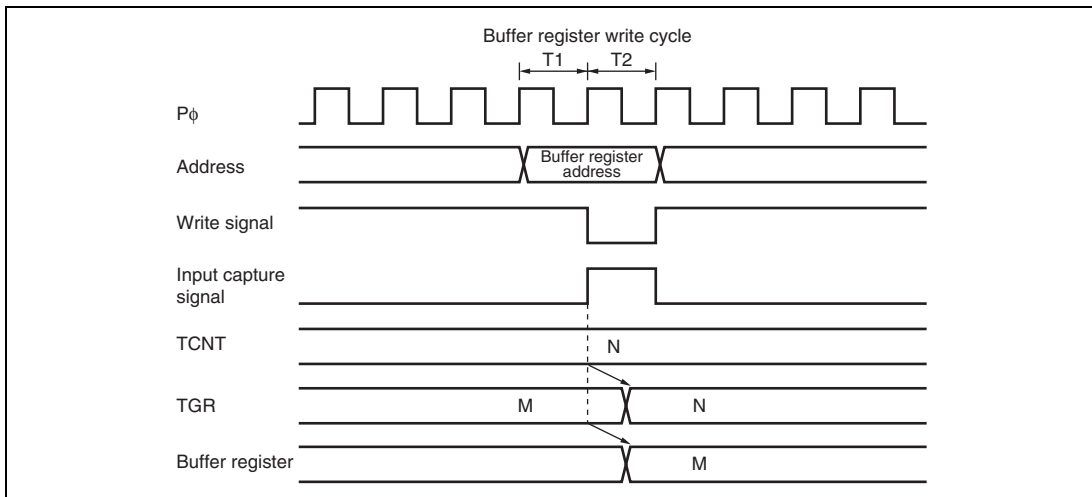 Buffer register write cycle
T1 T2
Pϕ
Address
Buffer register
address
Write signal
Input capture
signal
TCNT
N
TGR
M N
Buffer register
M